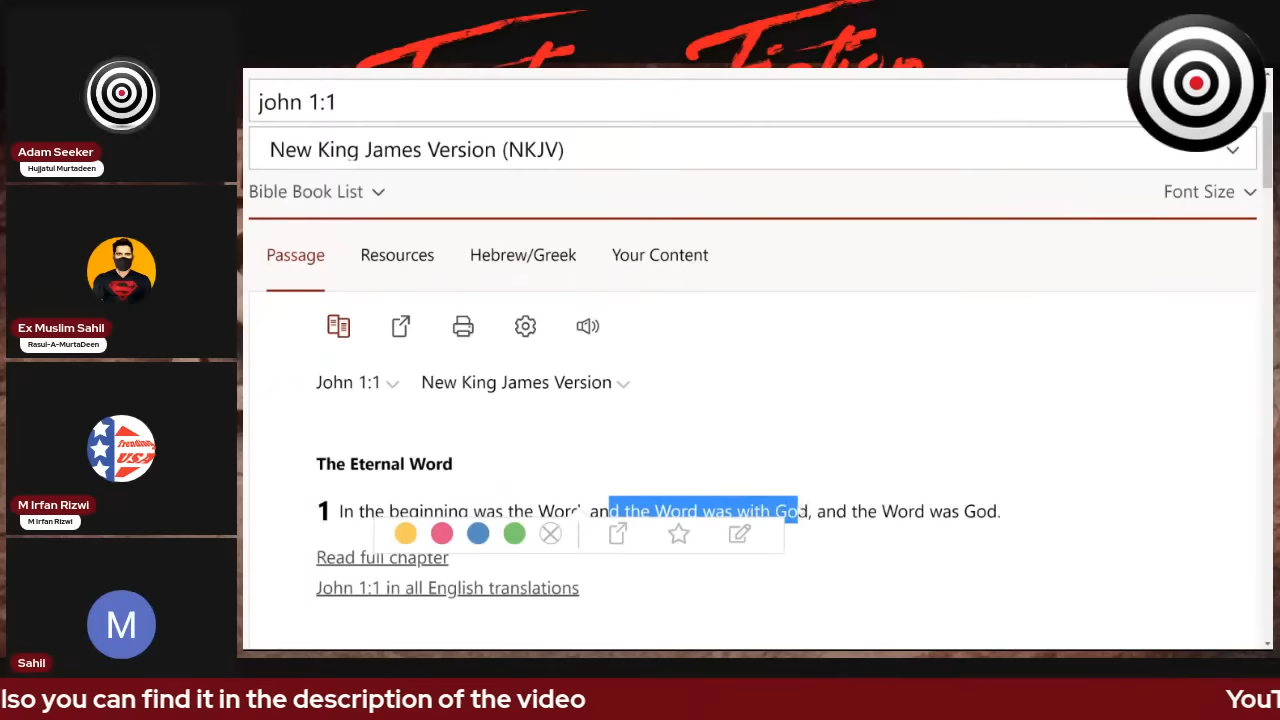 Fiction
Adam Seeker
Hujjatul Murtadeen
Ex Muslim Sahil
Rasul-A-MurtaDeen
Trending
USA
M Irfan Rizwi
M Irfan Rizwi
M
Sahil
john 1:1
New King James Version (NKJV)
Bible Book List
Font Size
Passage
Resources
Hebrew/Greek
Your Content
John 1:1
New King James Version
The Eternal Word
1 In the beginning was the Word, and the Word was with God, and the Word was God.
Read full chapter
John 1:1 in all English translations
lso you can find it in the description of the video
YouT